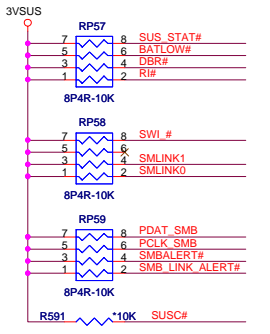 3VSUS
RP57
7 8 SUS_STAT#
5 6 BATLOW#
3 4 DBR#
1 2 RI#
8P4R-10K
RP58
7 8 SWI_#
5 6
3 4 SMLINK1
1 2 SMLINK0
8P4R-10K
RP59
7 8 PDAT_SMB
5 6 PCLK_SMB
3 4 SMBALERT#
1 2 SMB_LINK_ALERT#
8P4R-10K
R591 *10K SUSC#